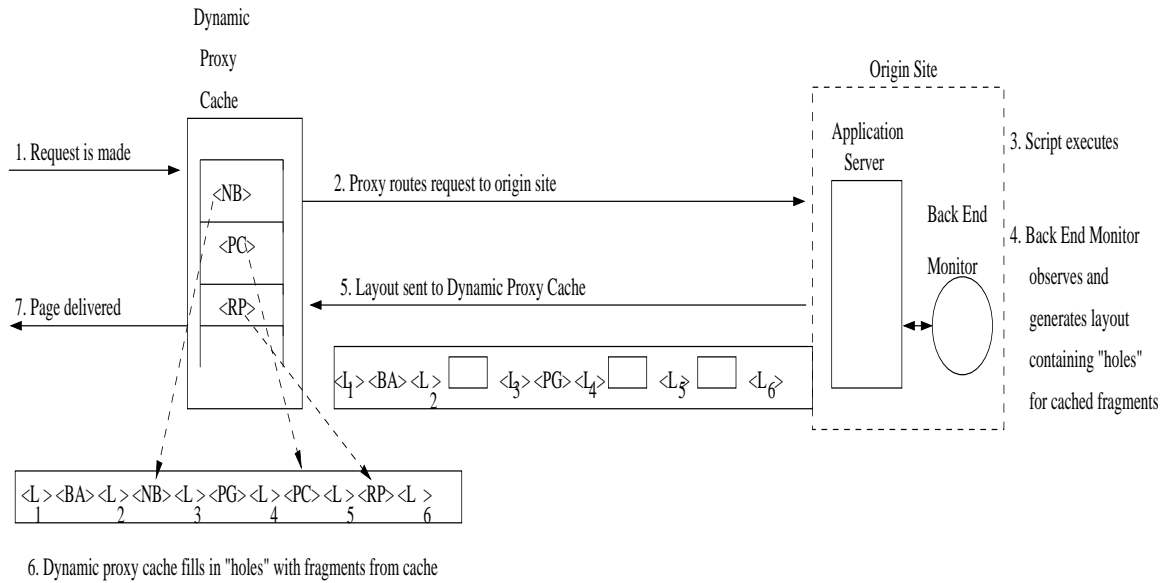 Dynamic
Proxy
Cache
Origin Site
1. Request is made
Application
Server
3. Script executes
<NB>
2. Proxy routes request to origin site
Back End
Monitor
<PC>
4. Back End Monitor
observes and
generates layout
containing "holes"
for cached fragments
5. Layout sent to Dynamic Proxy Cache
7. Page delivered
<RP>
<L1> <BA> <L2> <L3> <PG> <L4> <L5> <L6>
<L1> <BA> <L2> <NB> <L3> <PG> <L4> <PC> <L5> <RP> <L6>
6. Dynamic proxy cache fills in "holes" with fragments from cache